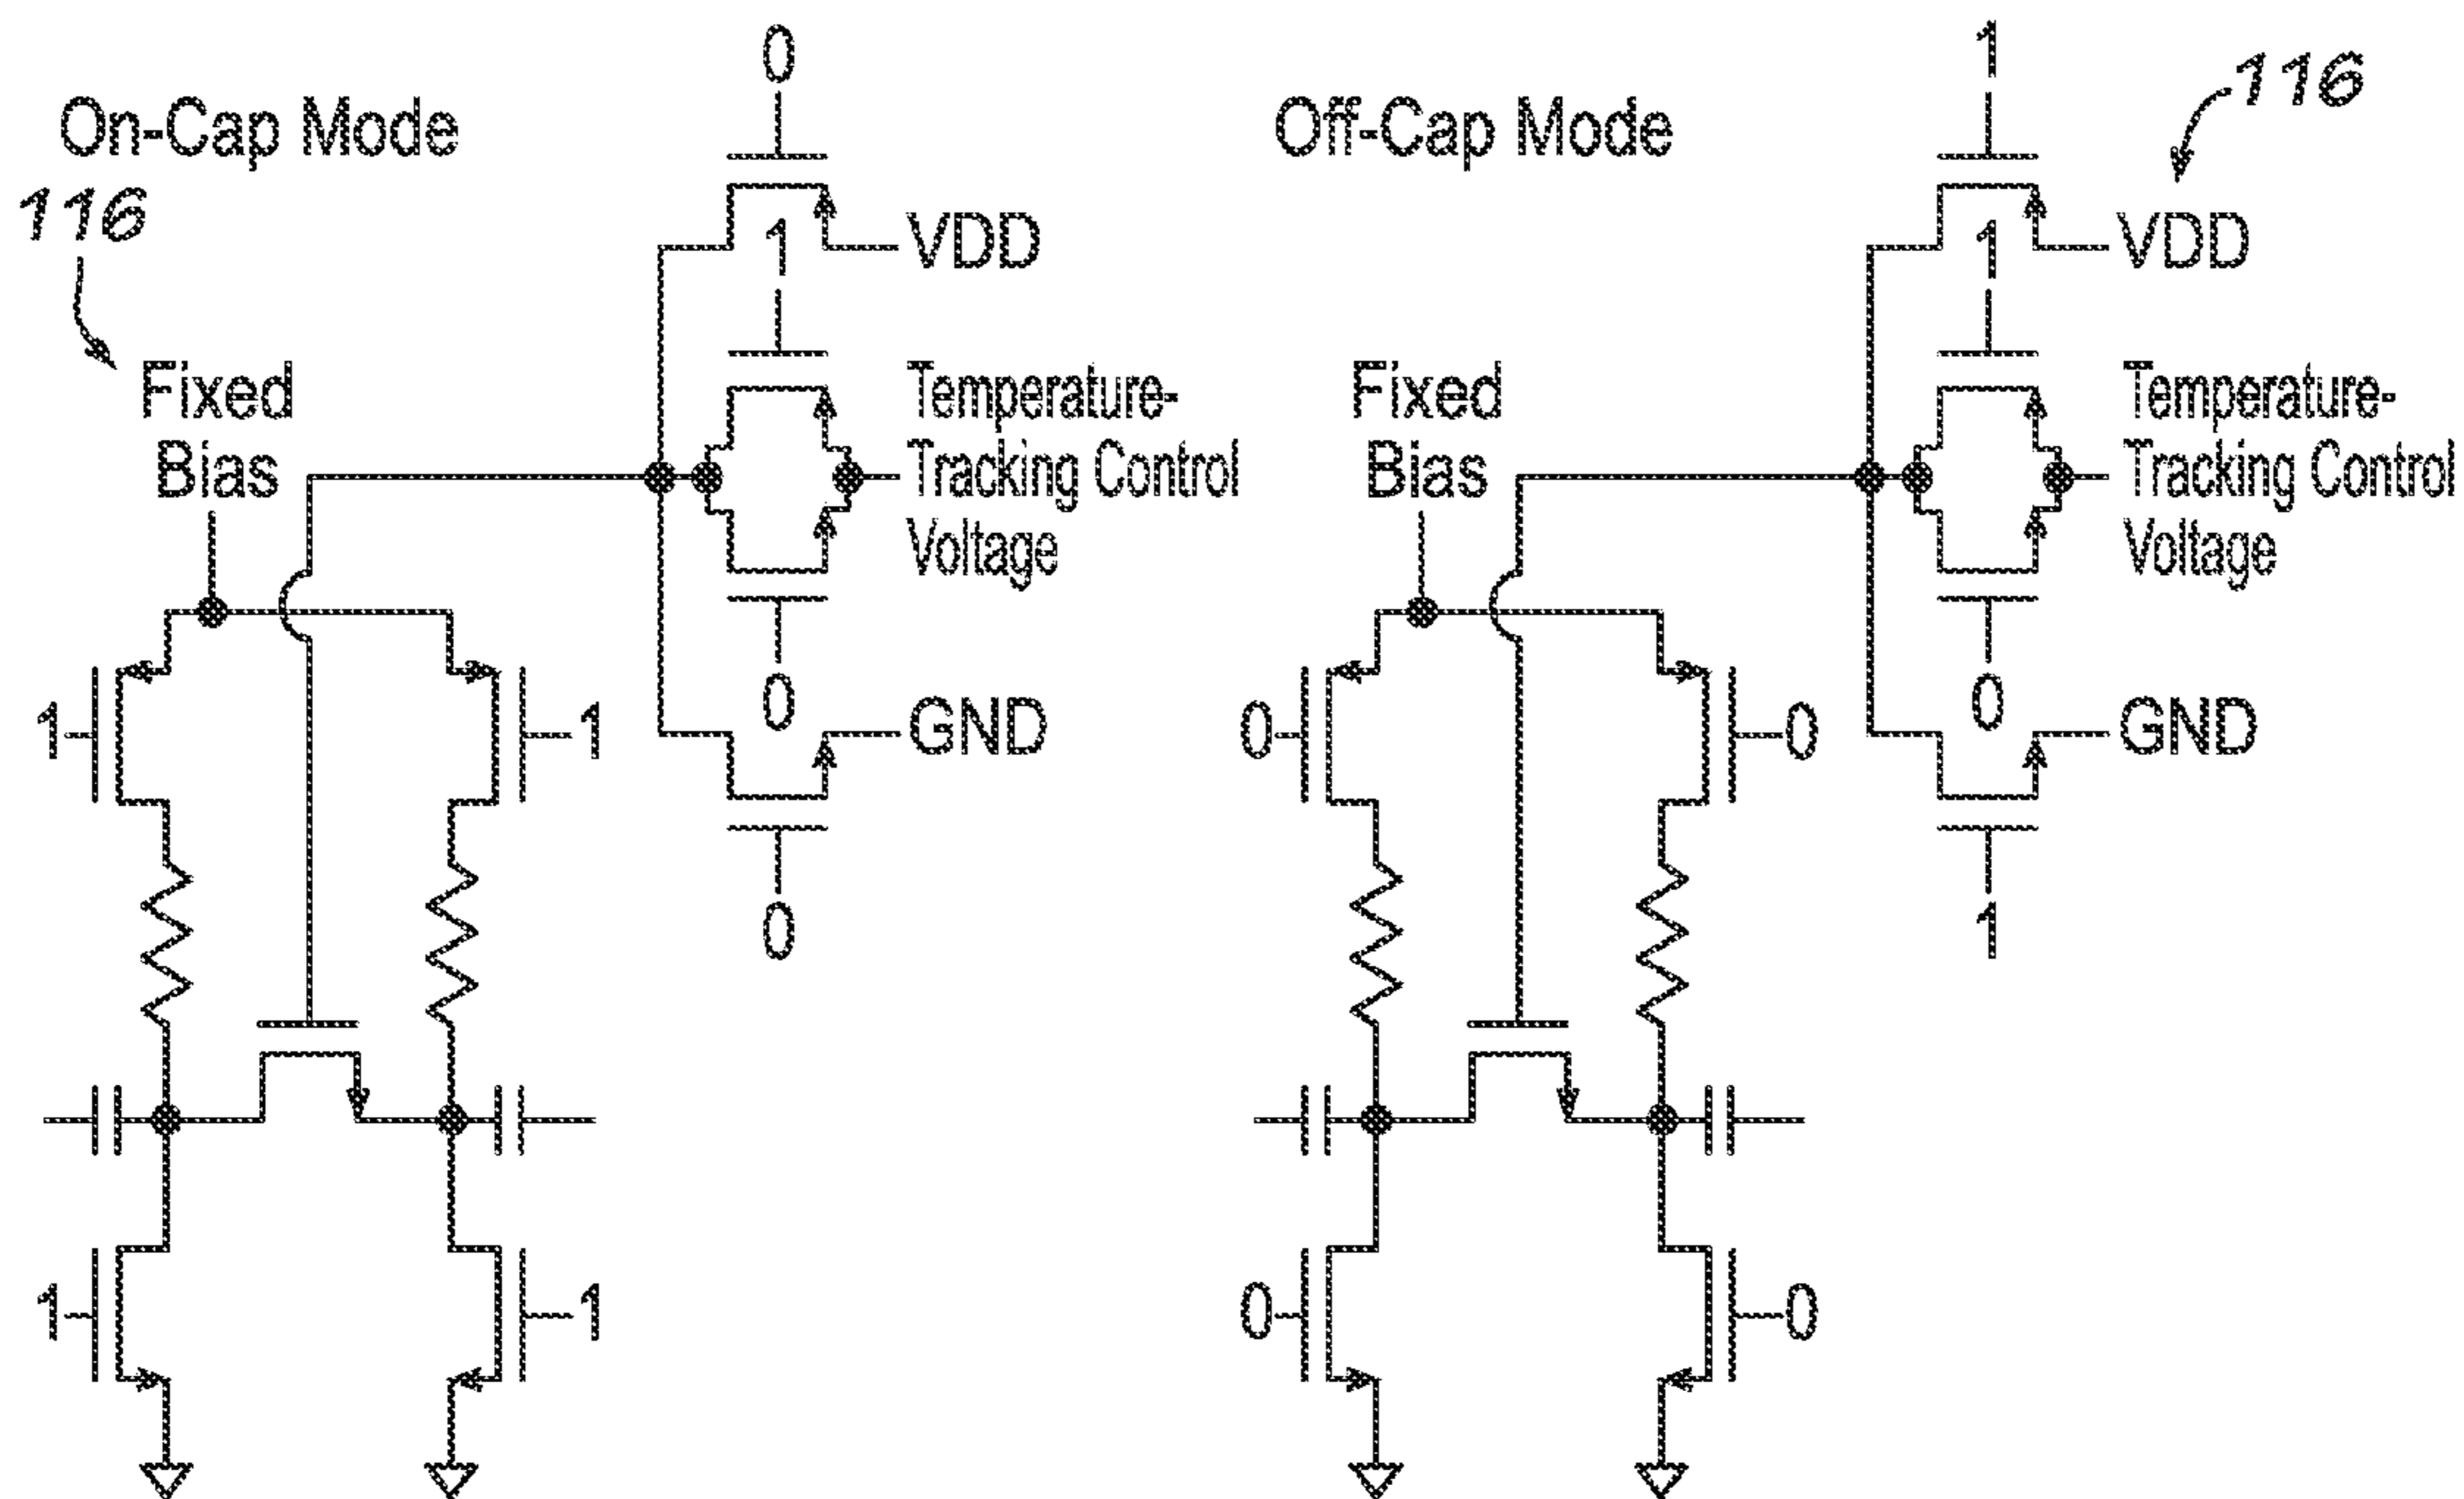 On-Cap Mode
116
0
VDD
1
Temperature-
Tracking Control
Voltage
0
GND
0
Fixed
Bias
1
1
1
1
Off-Cap Mode
116
1
VDD
1
Temperature-
Tracking Control
Voltage
0
GND
1
Fixed
Bias
0
0
0
0